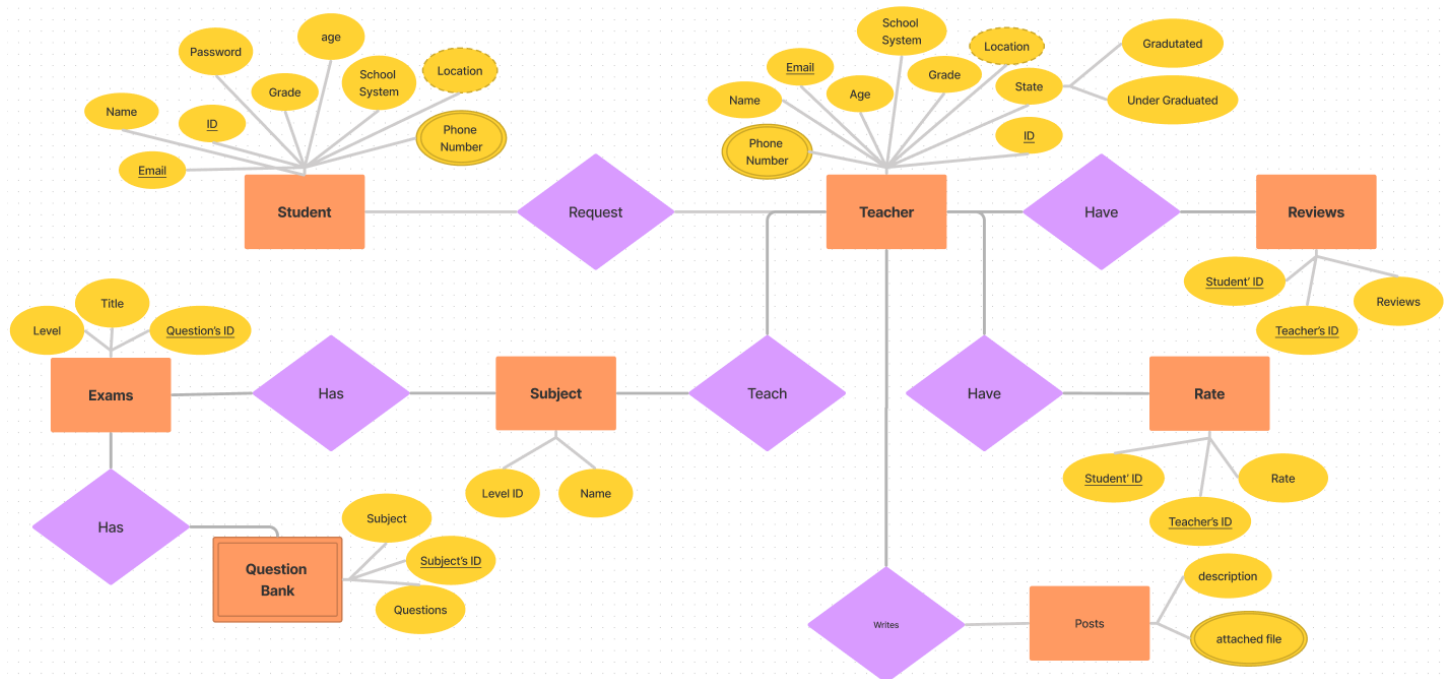 Password
age
School
System
Location
Name
ID
Grade
Phone
Number
Email
Student
Request
School
System
Location
Gradutated
Email
Grade
State
Name
Age
Under Graduated
Phone
Number
ID
Teacher
Have
Reviews
Student' ID
Teacher's ID
Reviews
Level
Title
Question's ID
Exams
Has
Subject
Teach
Have
Rate
Level ID
Name
Student' ID
Rate
Teacher's ID
Has
Question
Bank
Subject
Subject's ID
Questions
Writes
Posts
description
attached file